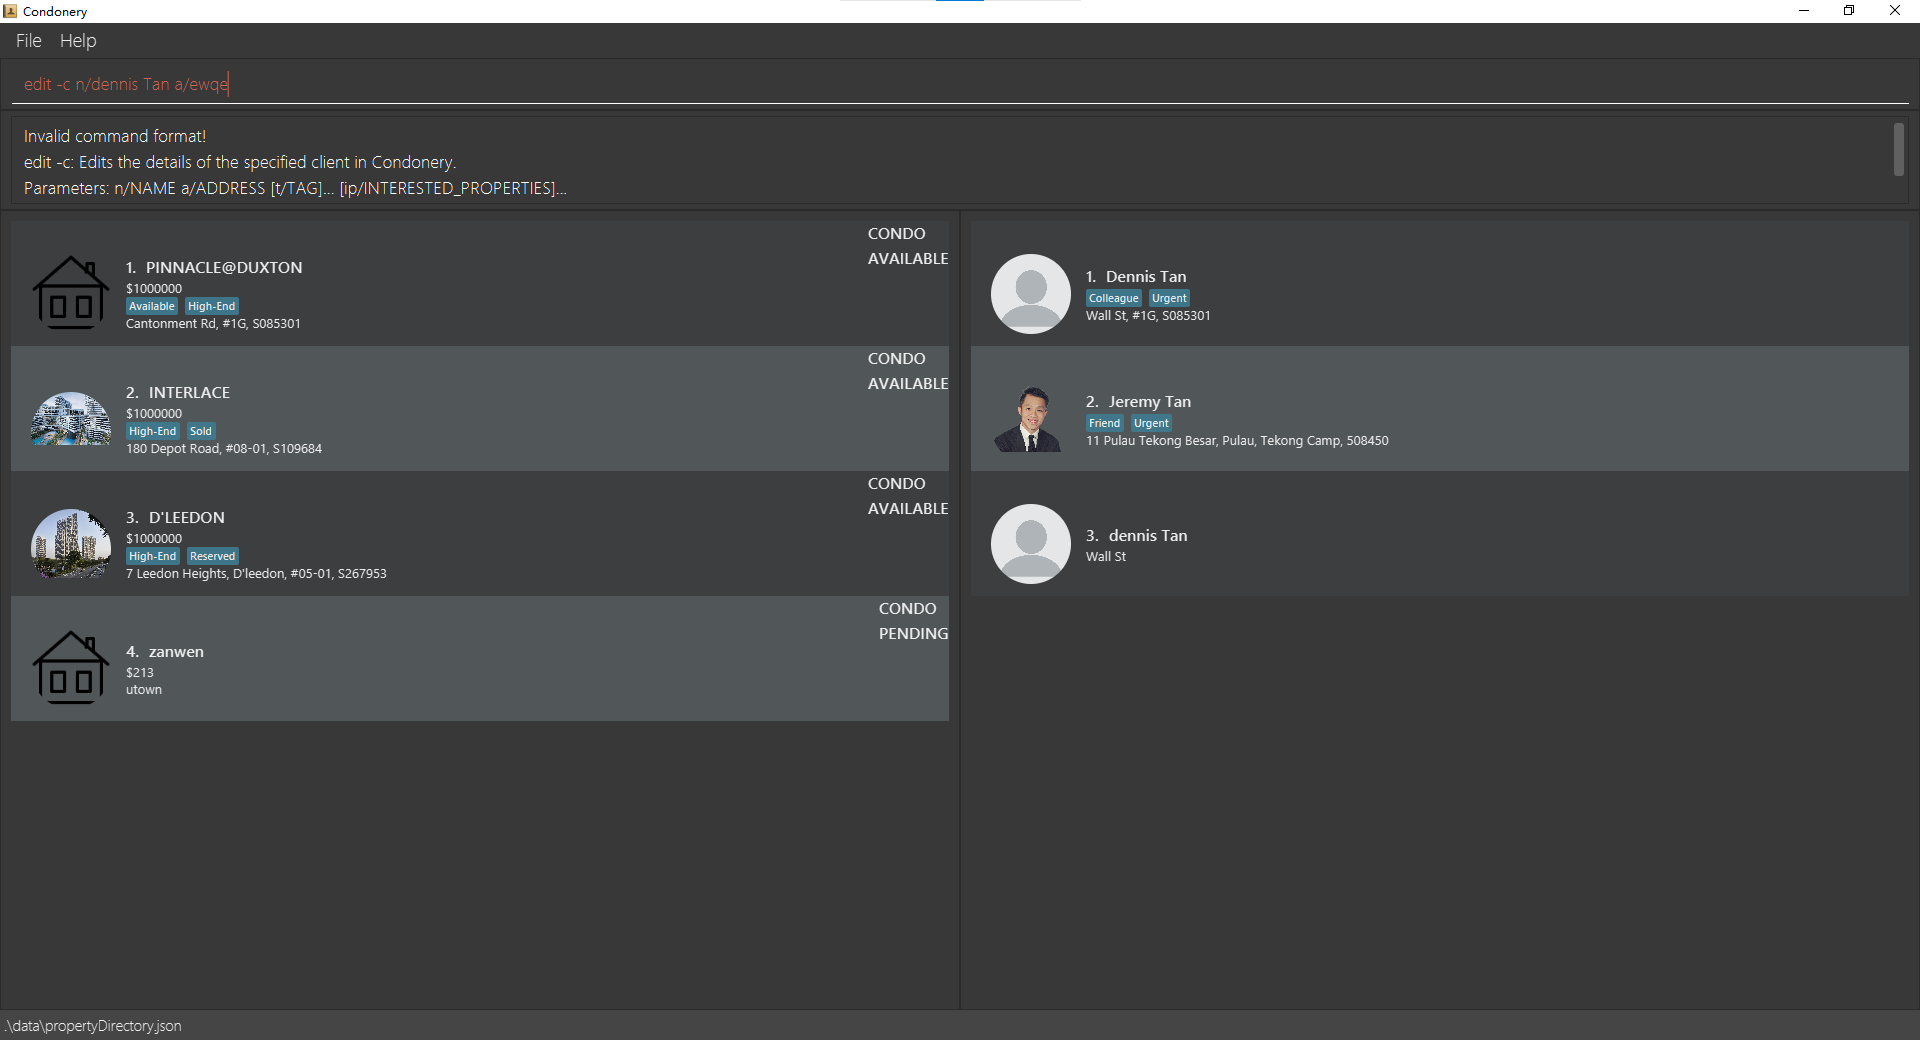 Condonery
File Help
edit -c n/dennis Tan a/ewqe
Invalid command format!
edit -c: Edits the details of the specified client in Condonery.
Parameters: n/NAME a/ADDRESS [t/TAG]... [ip/INTERESTED_PROPERTIES]...
CONDO
AVAILABLE
1. PINNACLE@DUXTON
$1000000
Available High-End
Cantonment Rd, #1G, S085301
CONDO
AVAILABLE
2. INTERLACE
$1000000
High-End Sold
180 Depot Road, #08-01, S109684
CONDO
AVAILABLE
3. D'LEEDON
$1000000
High-End Reserved
7 Leedon Heights, D'leedon, #05-01, S267953
CONDO
PENDING
4. zanwen
$213
utown
1. Dennis Tan
Colleague Urgent
Wall St, #1G, S085301
2. Jeremy Tan
Friend Urgent
11 Pulau Tekong Besar, Pulau, Tekong Camp, 508450
3. dennis Tan
Wall St
.\data\propertyDirectory.json